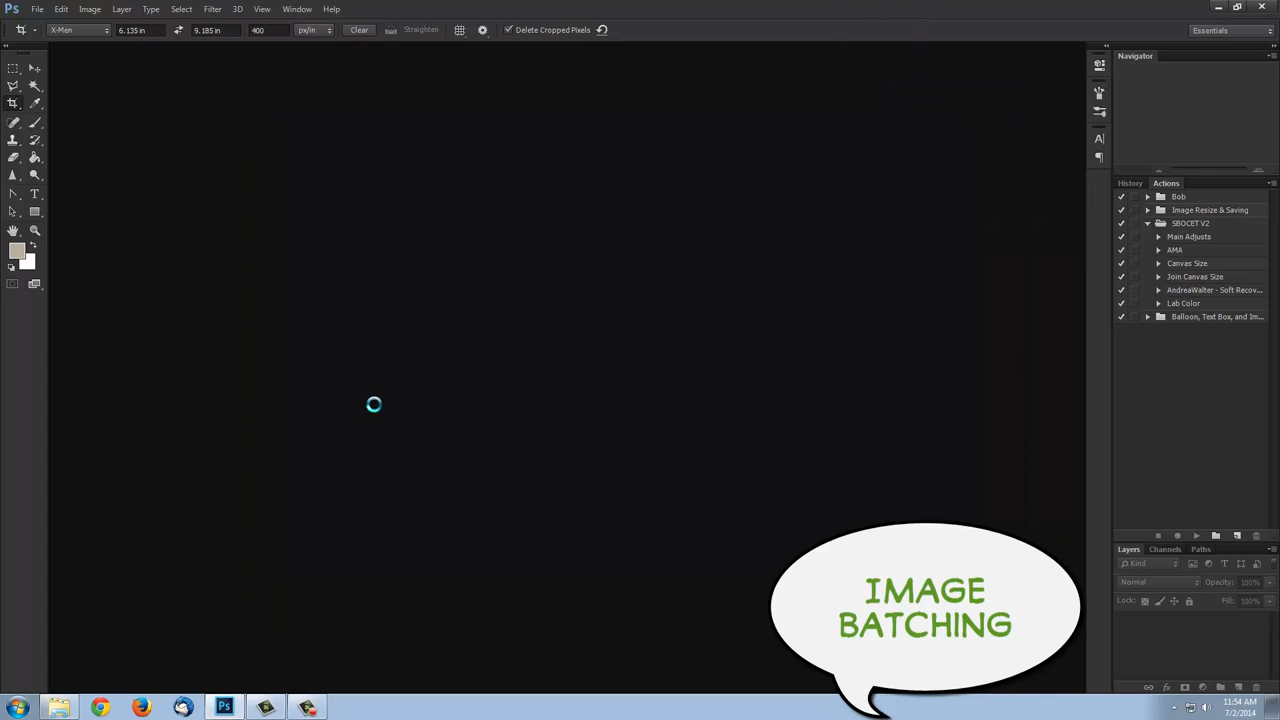 Ps File Edit Image Layer Type Select Filter 3D View Window Help
X-Men 6.135 in 9.185 in 400 px/in Clear Straighten Delete Cropped Pixels Essentials
Navigator
History Actions
Bob
Image Resize & Saving
SBOCET V2
Main Adjusts
AMA
Canvas Size
Join Canvas Size
AndreaWalter - Soft Recov...
Lab Color
Balloon, Text Box, and Im...
Layers Channels Paths
Kind
Normal Opacity: 100%
Lock: Fill: 100%
IMAGE
BATCHING
Ps
11:54 AM
7/2/2014